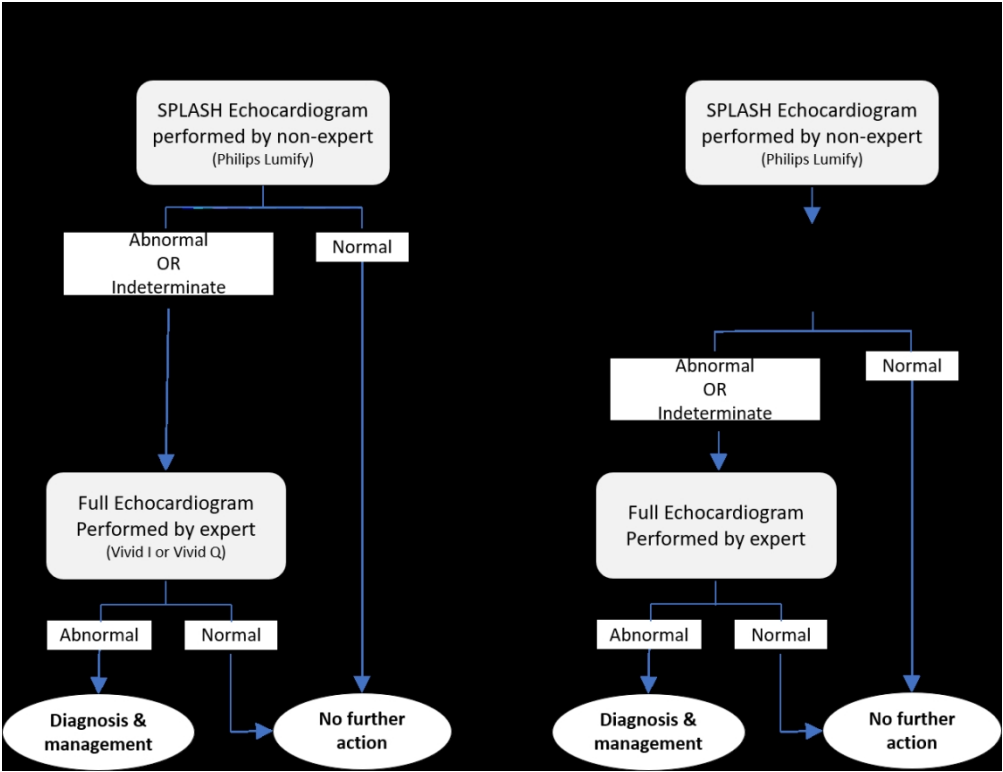 SPLASH Echocardiogram
performed by non-expert
(Philips Lumify)
Abnormal
OR
Indeterminate
Normal
Full Echocardiogram
Performed by expert
(Vivid I or Vivid Q)
Abnormal
Normal
Diagnosis &
management
No further
action
SPLASH Echocardiogram
performed by non-expert
(Philips Lumify)
Abnormal
OR
Indeterminate
Normal
Full Echocardiogram
Performed by expert
Abnormal
Normal
Diagnosis &
management
No further
action